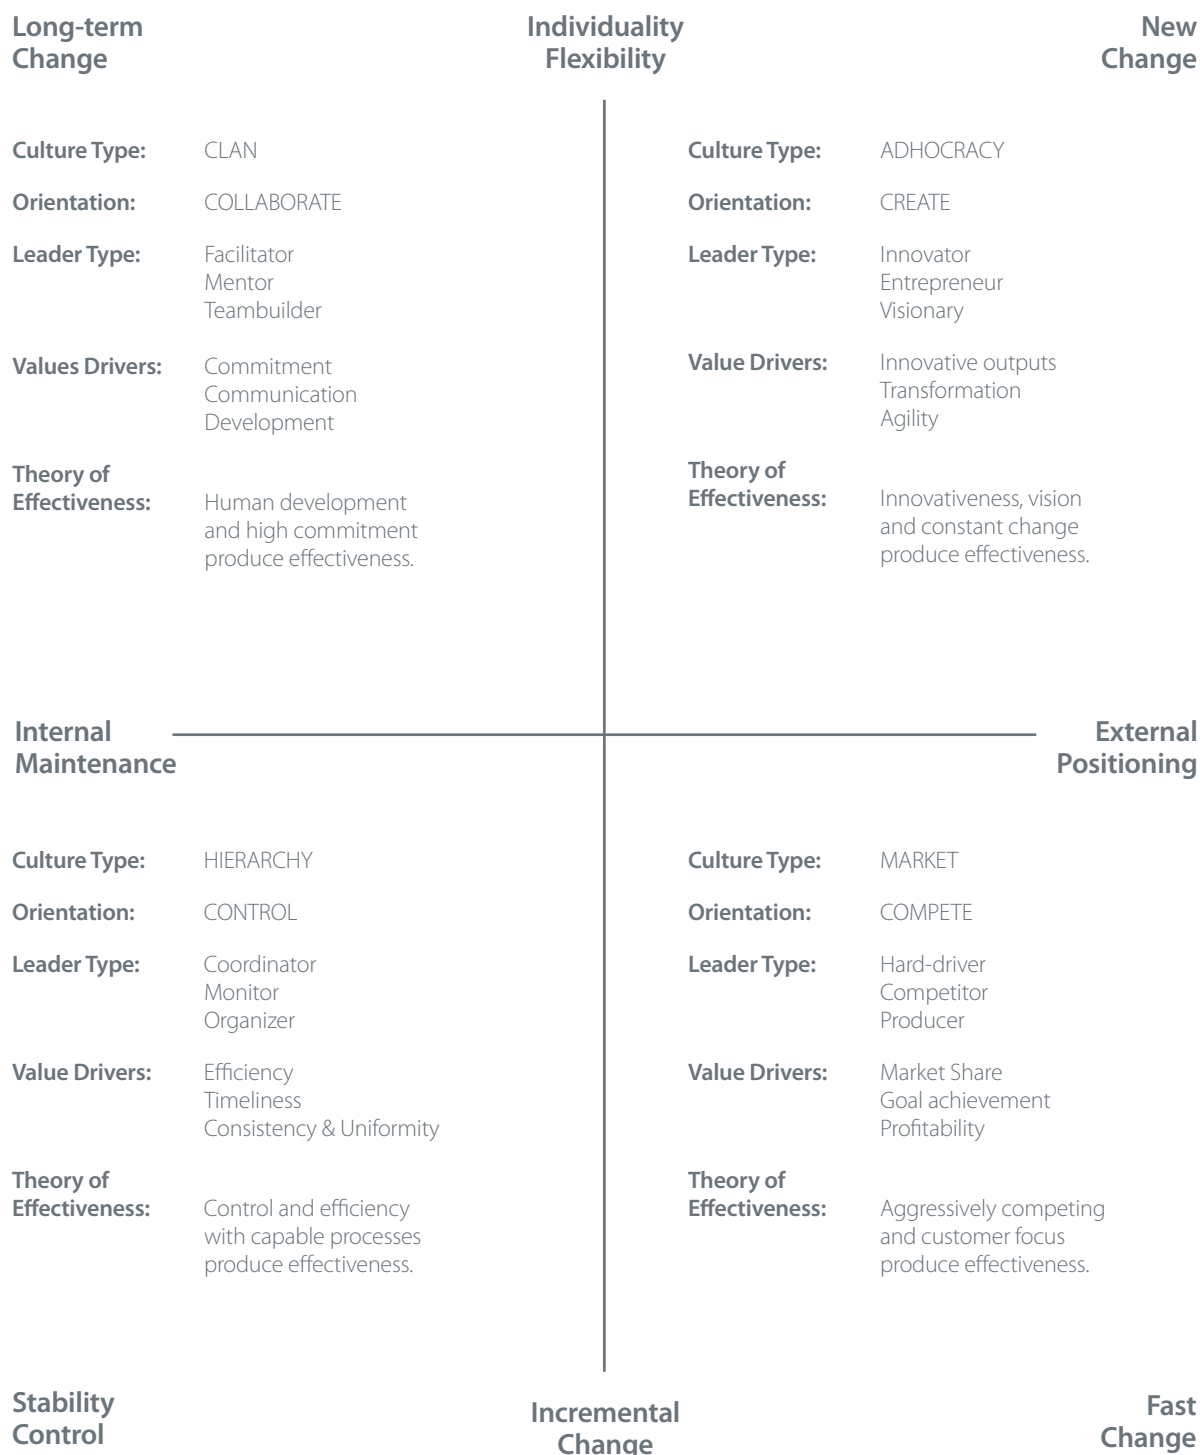 Long-term
Change
Individuality
Flexibility
New
Change
Culture Type: CLAN
Orientation: COLLABORATE
Leader Type: Facilitator
Mentor
Teambuilder
Values Drivers: Commitment
Communication
Development
Theory of
Effectiveness: Human development
and high commitment
produce effectiveness.
Culture Type: ADHOCRACY
Orientation: CREATE
Leader Type: Innovator
Entrepreneur
Visionary
Value Drivers: Innovative outputs
Transformation
Agility
Theory of
Effectiveness: Innovativeness, vision
and constant change
produce effectiveness.
Internal
Maintenance
External
Positioning
Culture Type: HIERARCHY
Orientation: CONTROL
Leader Type: Coordinator
Monitor
Organizer
Value Drivers: Efficiency
Timeliness
Consistency & Uniformity
Theory of
Effectiveness: Control and efficiency
with capable processes
produce effectiveness.
Culture Type: MARKET
Orientation: COMPETE
Leader Type: Hard-driver
Competitor
Producer
Value Drivers: Market Share
Goal achievement
Profitability
Theory of
Effectiveness: Aggressively competing
and customer focus
produce effectiveness.
Stability
Control
Incremental
Change
Fast
Change